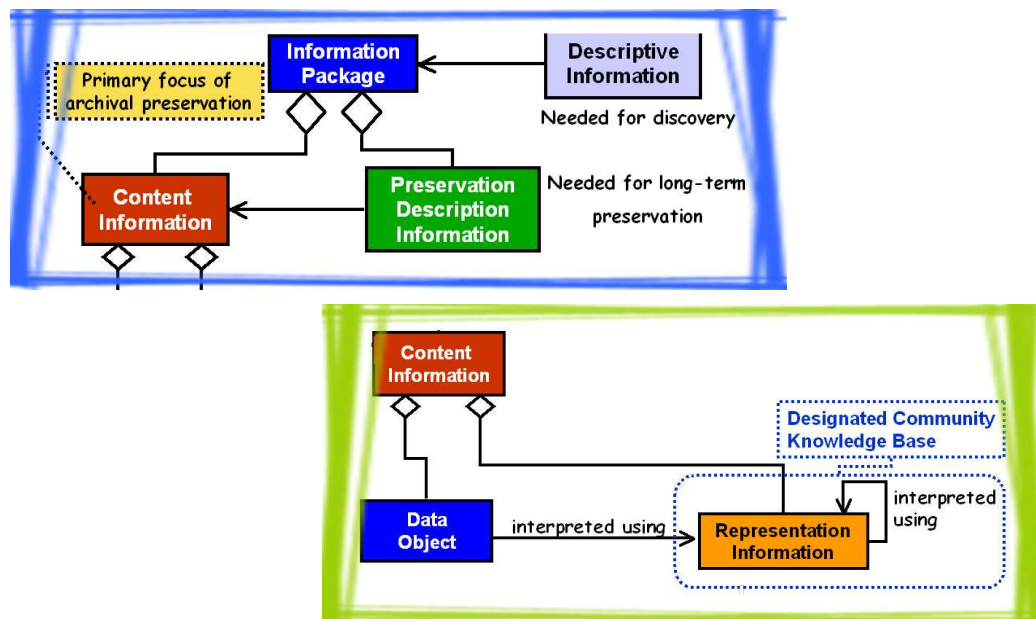 Information
Package
Descriptive
Information
Primary focus of
archival preservation
Needed for discovery
Content
Information
Preservation
Description
Information
Needed for long-term
preservation
Content
Information
Designated Community
Knowledge Base
Data
Object
interpreted using
Representation
Information
interpreted
using